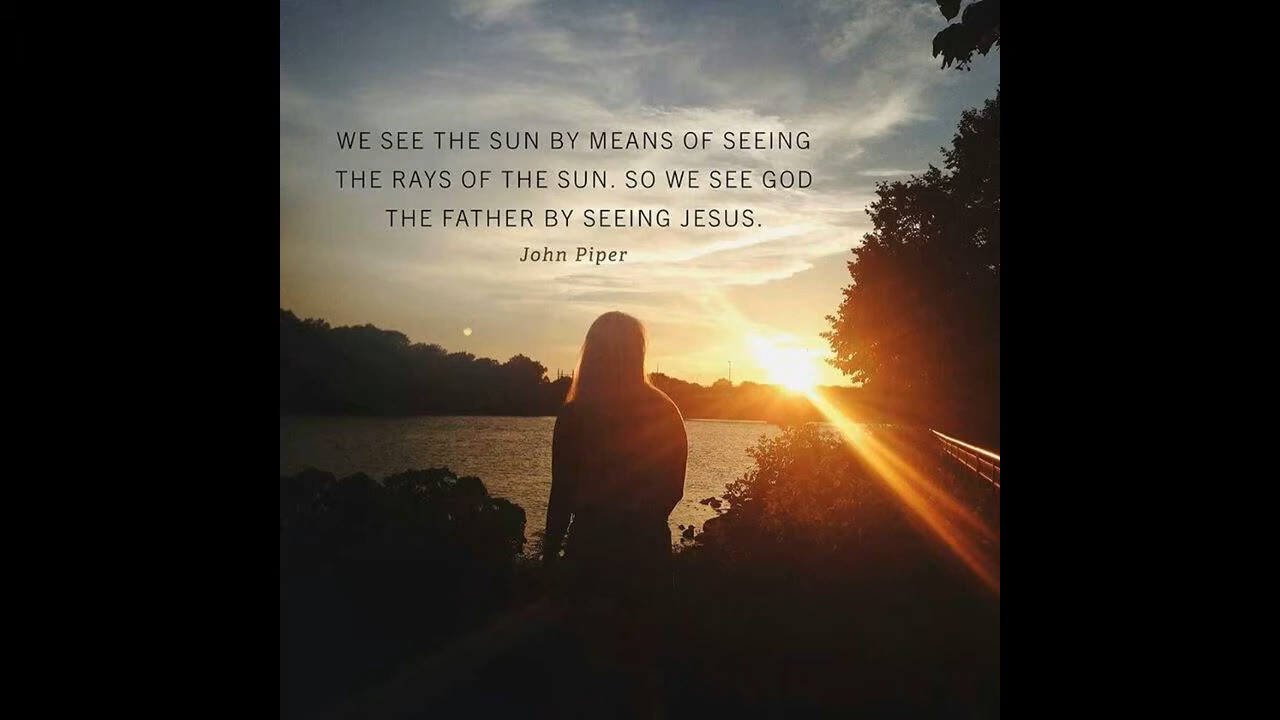 WE SEE THE SUN BY MEANS OF SEEING
THE RAYS OF THE SUN. SO WE SEE GOD
THE FATHER BY SEEING JESUS.
John Piper